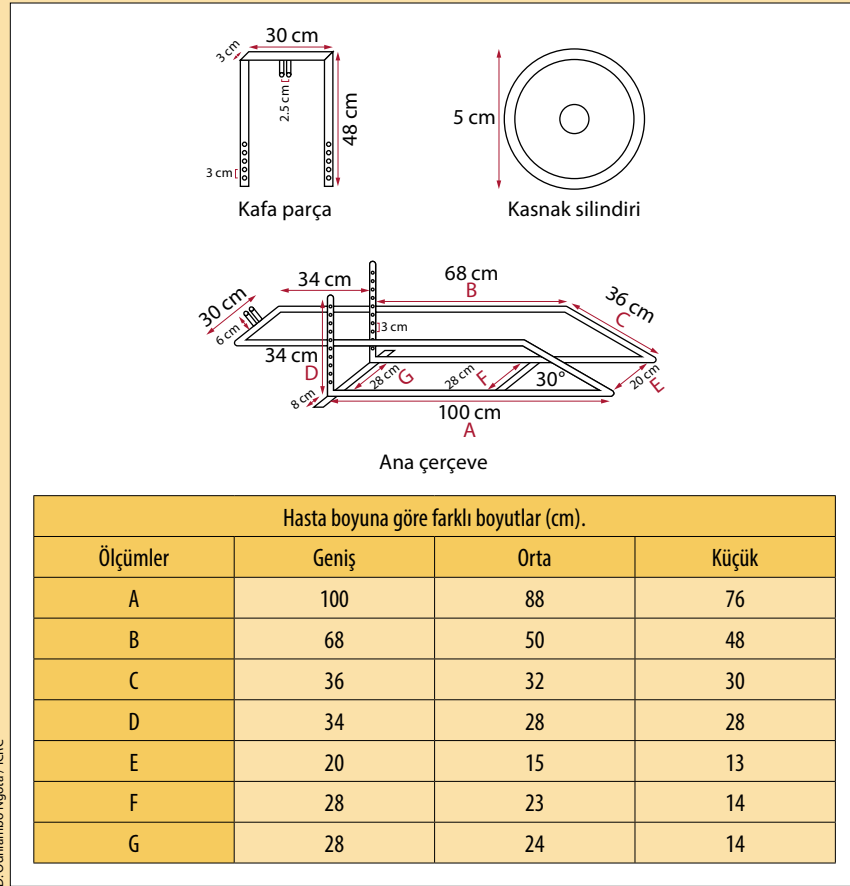 30 cm
3 cm
2.5 cm
48 cm
3 cm
Kafa parça
5 cm
Kasnak silindiri
34 cm
68 cm
B
30 cm
36 cm
C
6 cm
3 cm
34 cm
D
28 cm
G
28 cm
F
30°
20 cm
E
8 cm
100 cm
A
Ana çerçeve
Hasta boyuna göre farklı boyutlar (cm).
Ölçümler Geniş Orta Küçük
A 100 88 76
B 68 50 48
C 36 32 30
D 34 28 28
E 20 15 13
F 28 23 14
G 28 24 14